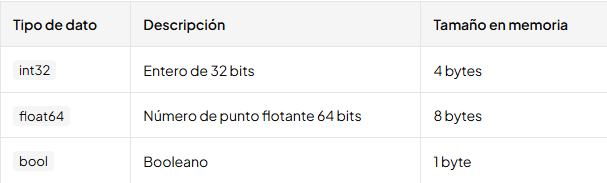 Tipo de dato Descripción Tamaño en memoria
int32 Entero de 32 bits 4 bytes
float64 Número de punto flotante 64 bits 8 bytes
bool Booleano 1 byte